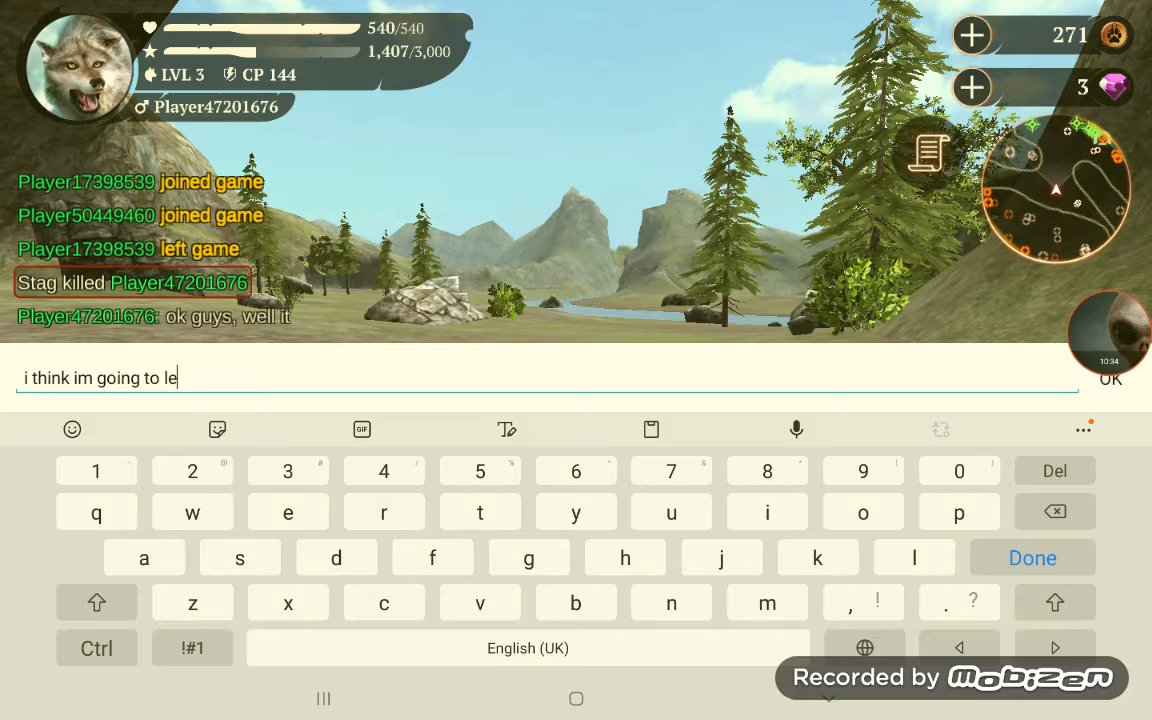 540/540
1,407/3,000
LVL 3 CP 144
Player47201676
271
3
Player17398539 joined game
Player50449460 joined game
Player17398539 left game
Stag killed Player47201676
Player47201676: ok guys, well it
10:34
i think im going to le
OK
GIF
1 2 3 4 5 6 7 8 9 0 Del
q w e r t y u i o p
a s d f g h j k l Done
z x c v b n m , ! . ?
Ctrl !#1 English (UK)
Recorded by MOBIZEN